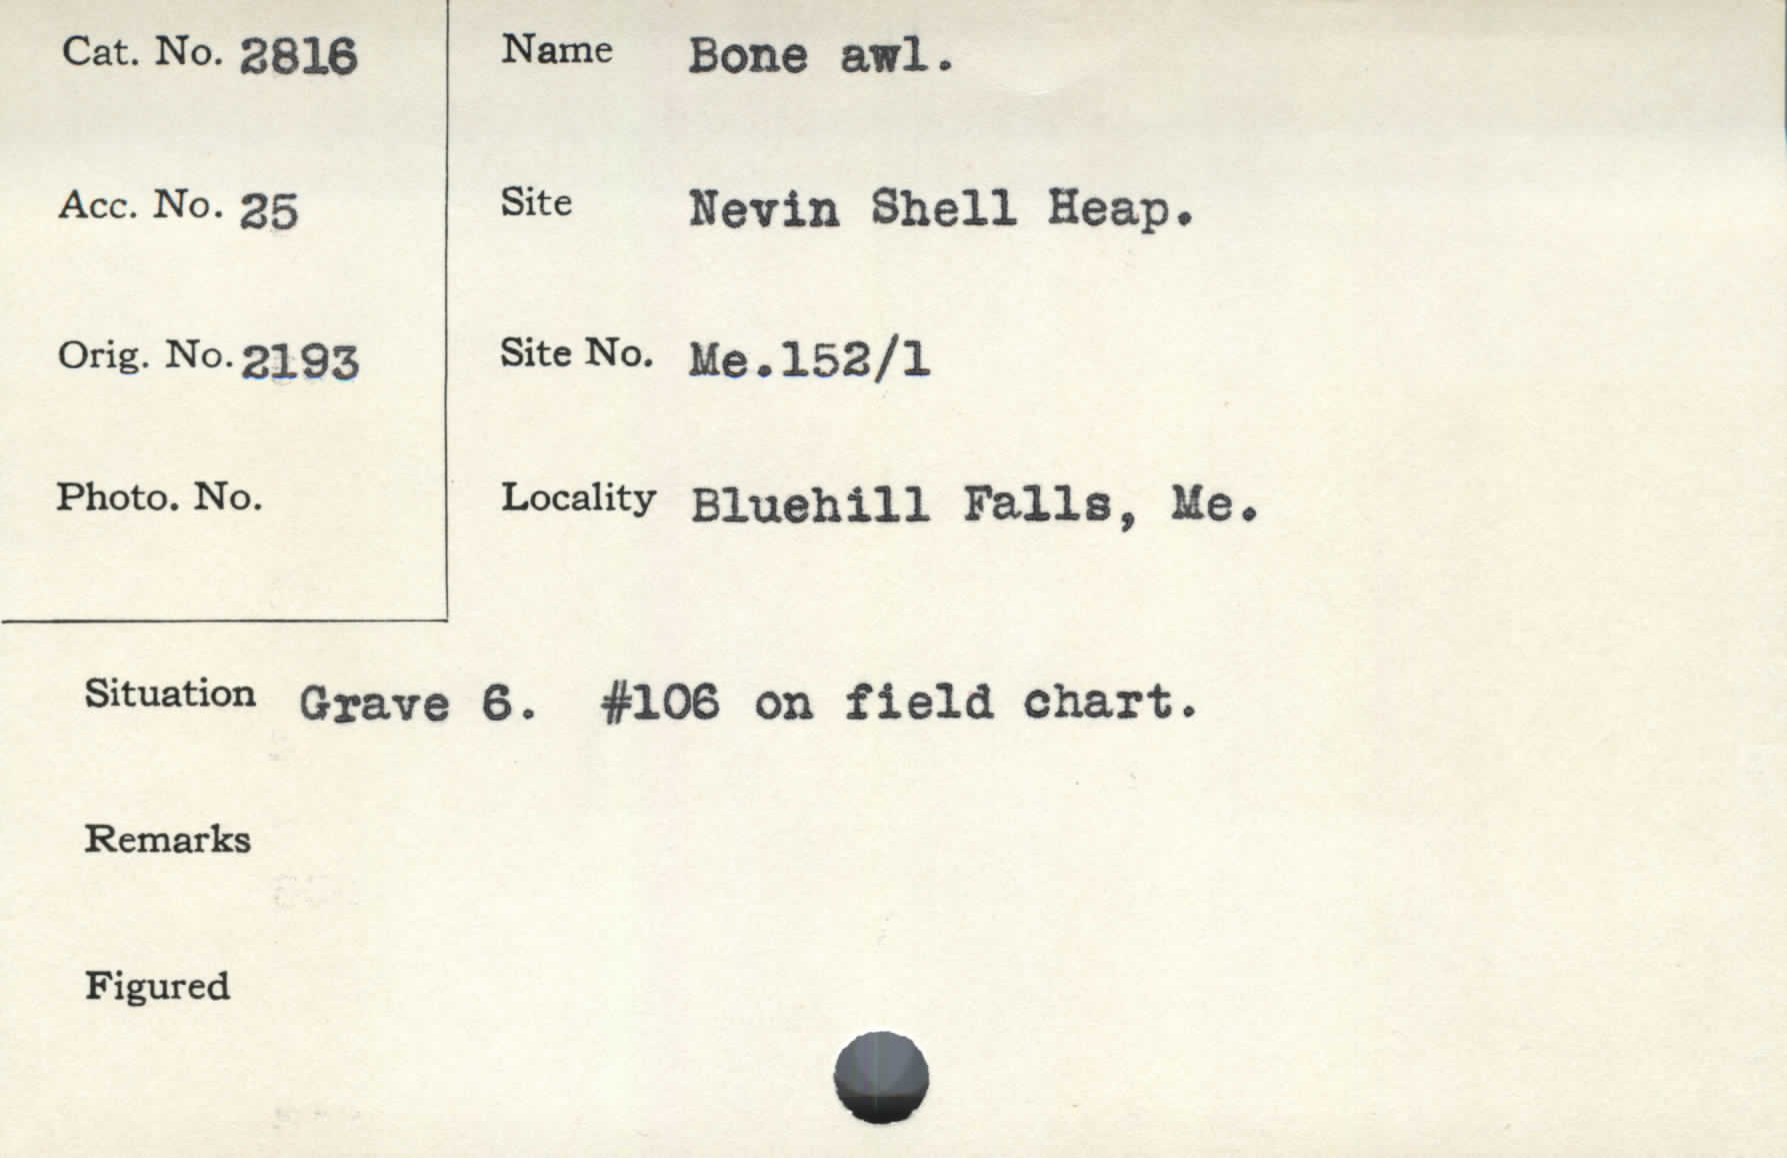 Cat. No. 2816
Name Bone awl.
Acc. No. 25
Site Nevin Shell Heap.
Orig. No. 2193
Site No. Me.152/1
Photo. No.
Locality Bluehill Falls, Me.
Situation Grave 6. #106 on field chart.
Remarks
Figured